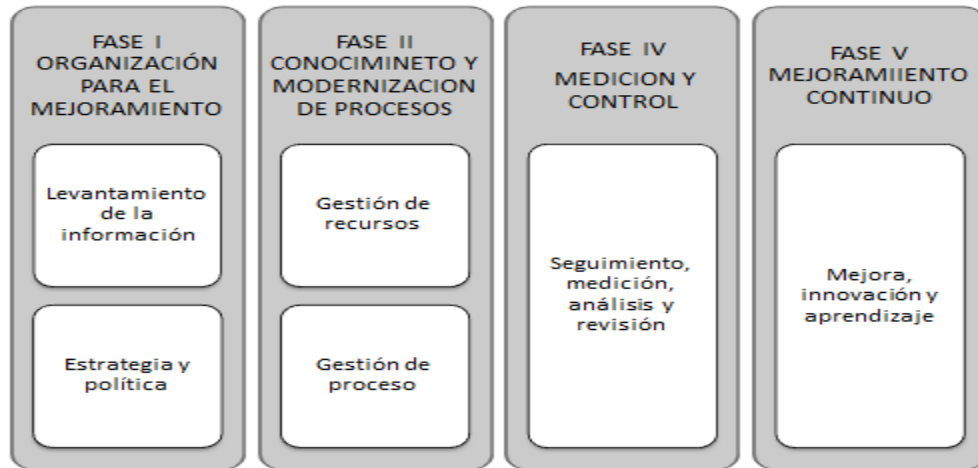 FASE I
ORGANIZACIÓN
PARA EL
MEJORAMIENTO
Levantamiento
de la
información
Estrategia y
política
FASE II
CONOCIMINETO Y
MODERNIZACION
DE PROCESOS
Gestión de
recursos
Gestión de
proceso
FASE IV
MEDICION Y
CONTROL
Seguimiento,
medición,
análisis y
revisión
FASE V
MEJORAMIIENTO
CONTINUO
Mejora,
innovación y
aprendizaje